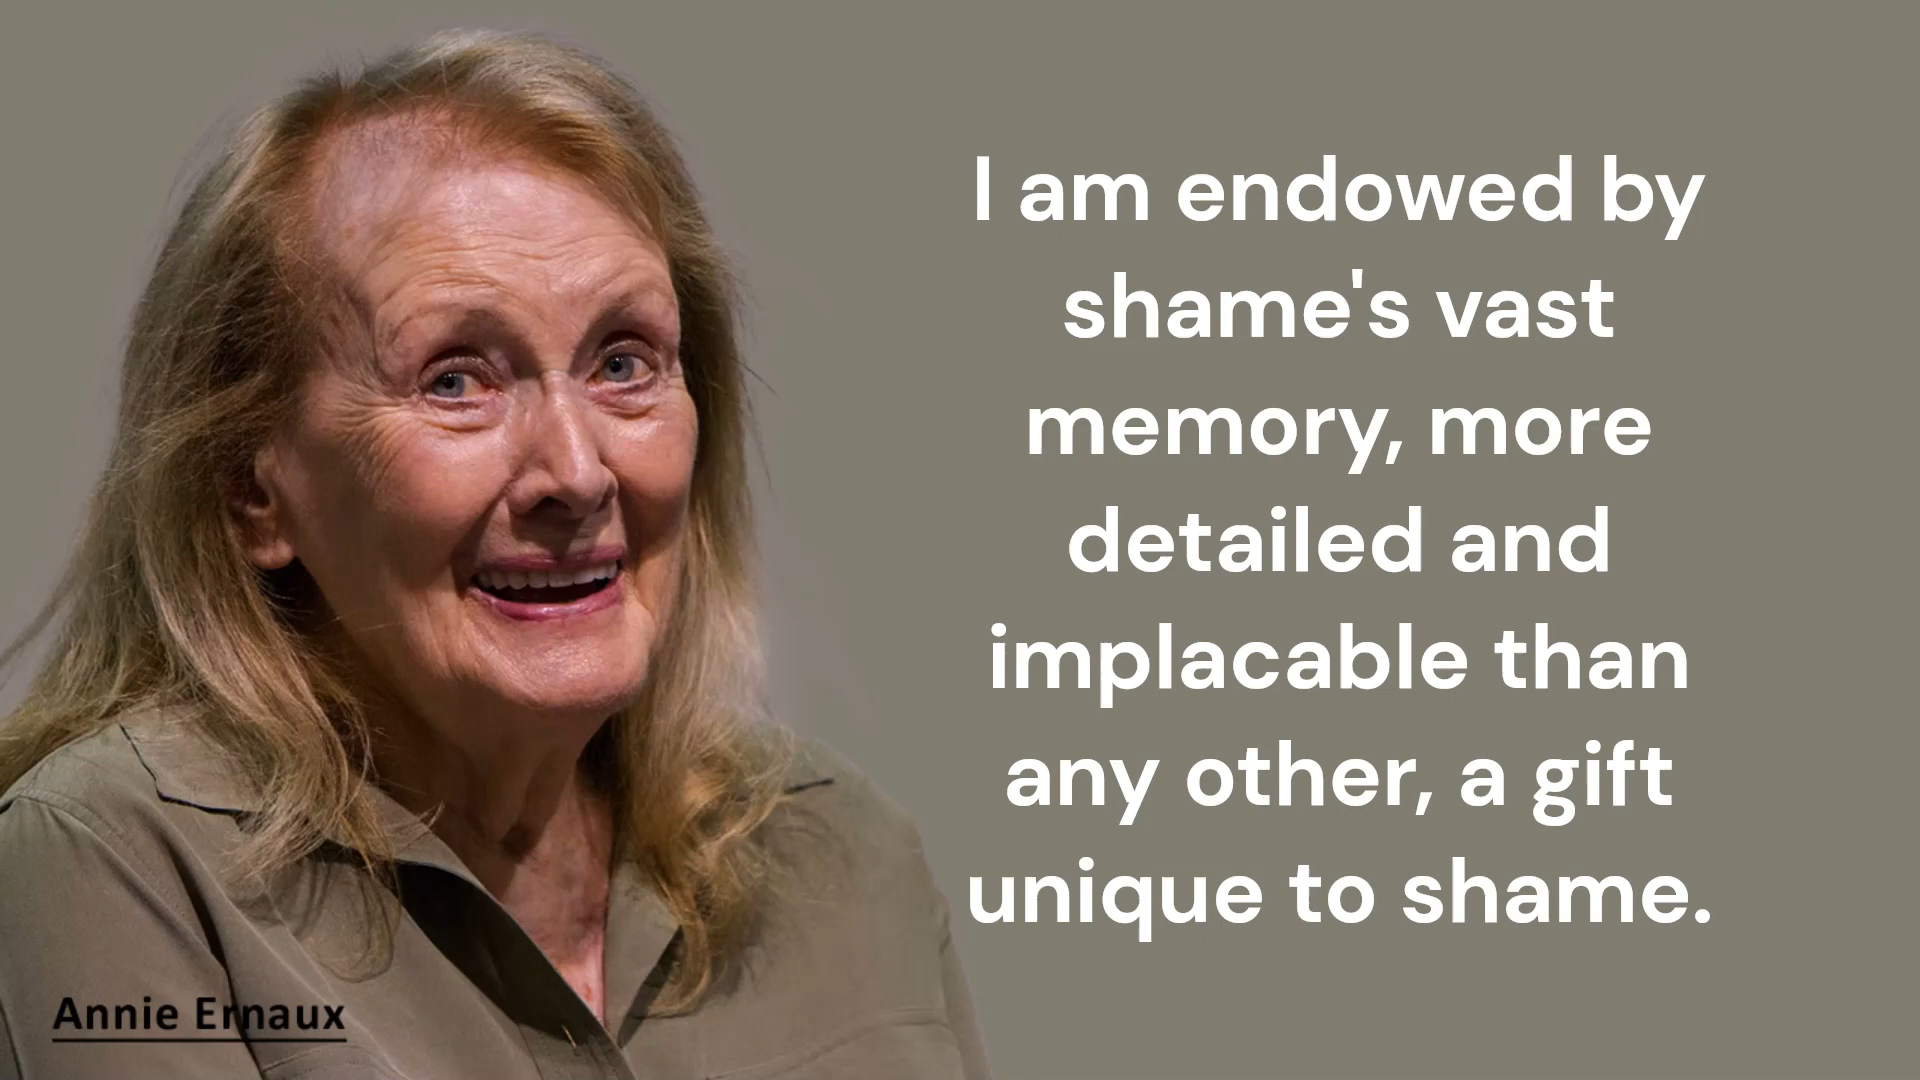 I am endowed by
shame's vast
memory, more
detailed and
implacable than
any other, a gift
unique to shame.
Annie Ernaux